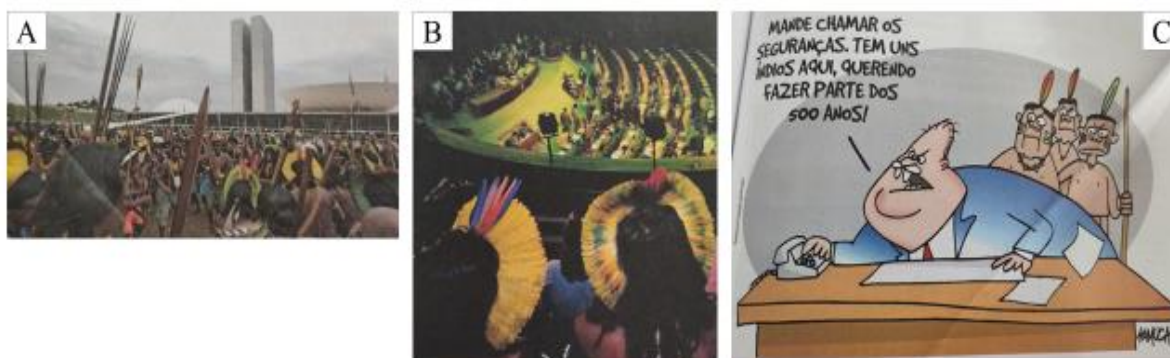 A
B
C
MANDE CHAMAR OS
SEGURANÇAS. TEM UNS
ÍNDIOS AQUI, QUERENDO
FAZER PARTE DOS
500 ANOS!